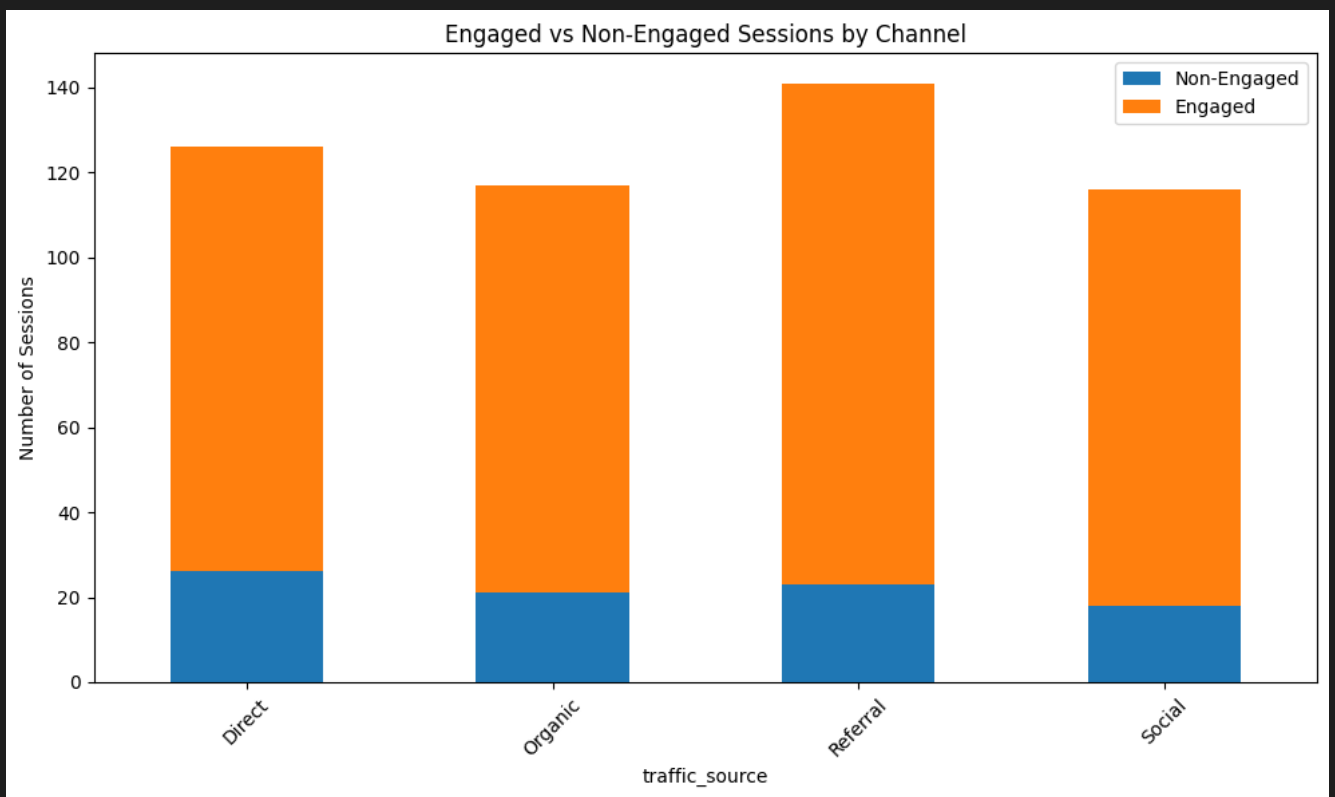 Engaged vs Non-Engaged Sessions by Channel
Non-Engaged
Engaged
Number of Sessions
140
120
100
80
60
40
20
0
Direct
Organic
Referral
Social
traffic_source